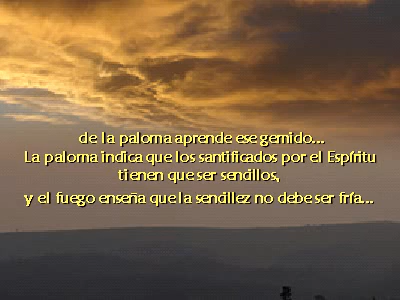 de la paloma aprende ese gemido...
La paloma indica que los santificados por el Espíritu
tienen que ser sencillos,
y el fuego enseña que la sencillez no debe ser fría...